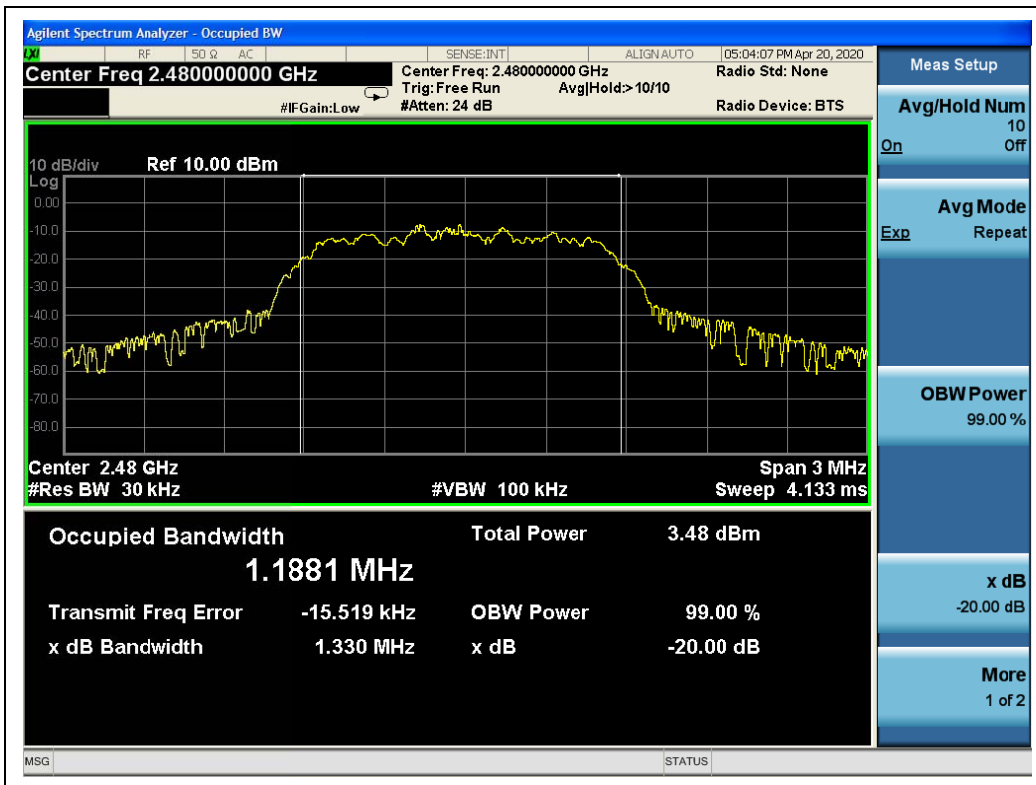 Agilent Spectrum Analyzer - Occupied BW
LXI RF 50 Ω AC SENSE:INT ALIGN AUTO 05:04:07 PM Apr 20, 2020
Center Freq 2.480000000 GHz
Center Freq: 2.480000000 GHz
Radio Std: None
Trig: Free Run Avg|Hold:> 10/10
#IFGain:Low #Atten: 24 dB Radio Device: BTS
10 dB/div Ref 10.00 dBm
Log
0.00
-10.0
-20.0
-30.0
-40.0
-50.0
-60.0
-70.0
-80.0
Center 2.48 GHz Span 3 MHz
#Res BW 30 kHz #VBW 100 kHz Sweep 4.133 ms
Occupied Bandwidth Total Power 3.48 dBm
1.1881 MHz
Transmit Freq Error -15.519 kHz OBW Power 99.00 %
x dB Bandwidth 1.330 MHz x dB -20.00 dB
Meas Setup
Avg/Hold Num
10
On Off
Avg Mode
Exp Repeat
OBW Power
99.00 %
x dB
-20.00 dB
More
1 of 2
MSG STATUS